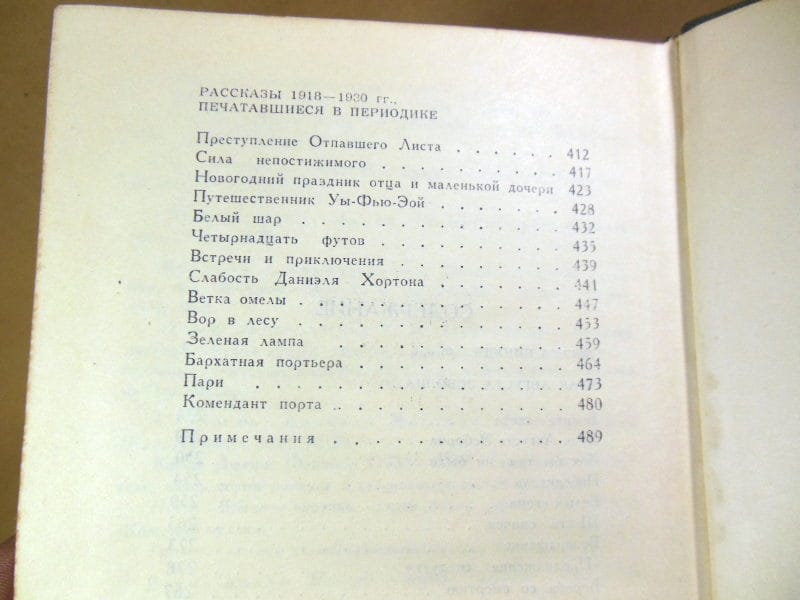 РАССКАЗЫ 1918—1930 гг.,
ПЕЧАТАВШИЕСЯ В ПЕРИОДИКЕ
Преступление Отпавшего Листа . . . . . . 412
Сила непостижимого . . . . . . . . . 417
Новогодний праздник отца и маленькой дочери 423
Путешественник Уы-Фью-Эой . . . . . . . 428
Белый шар . . . . . . . . . . . . . 432
Четырнадцать футов . . . . . . . . . . 435
Встречи и приключения . . . . . . . . . 439
Слабость Даниэля Хортона . . . . . . . 441
Ветка омелы . . . . . . . . . . . . . 447
Вор в лесу . . . . . . . . . . . . . 453
Зеленая лампа . . . . . . . . . . . . 459
Бархатная портьера . . . . . . . . . . 464
Пари . . . . . . . . . . . . . . . 473
Комендант порта . . . . . . . . . . . 480
Примечания . . . . . . . . . . . . 489
СОДЕРЖАНИЕ